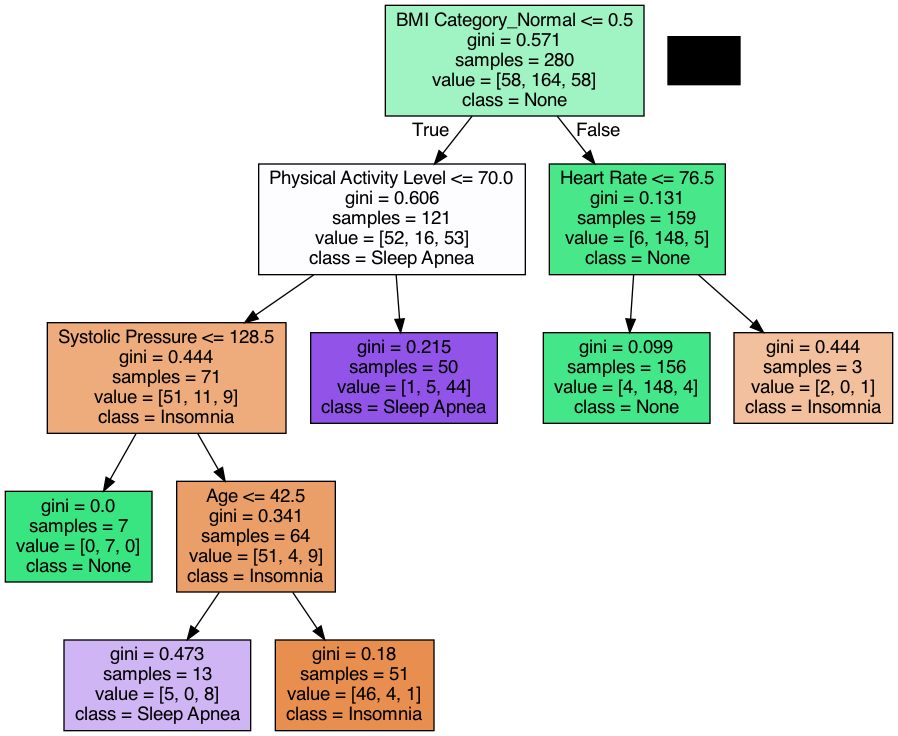 BMI Category_Normal <= 0.5
gini = 0.571
samples = 280
value = [58, 164, 58]
class = None
True
False
Physical Activity Level <= 70.0
gini = 0.606
samples = 121
value = [52, 16, 53]
class = Sleep Apnea
Heart Rate <= 76.5
gini = 0.131
samples = 159
value = [6, 148, 5]
class = None
Systolic Pressure <= 128.5
gini = 0.444
samples = 71
value = [51, 11, 9]
class = Insomnia
gini = 0.215
samples = 50
value = [1, 5, 44]
class = Sleep Apnea
gini = 0.099
samples = 156
value = [4, 148, 4]
class = None
gini = 0.444
samples = 3
value = [2, 0, 1]
class = Insomnia
gini = 0.0
samples = 7
value = [0, 7, 0]
class = None
Age <= 42.5
gini = 0.341
samples = 64
value = [51, 4, 9]
class = Insomnia
gini = 0.473
samples = 13
value = [5, 0, 8]
class = Sleep Apnea
gini = 0.18
samples = 51
value = [46, 4, 1]
class = Insomnia